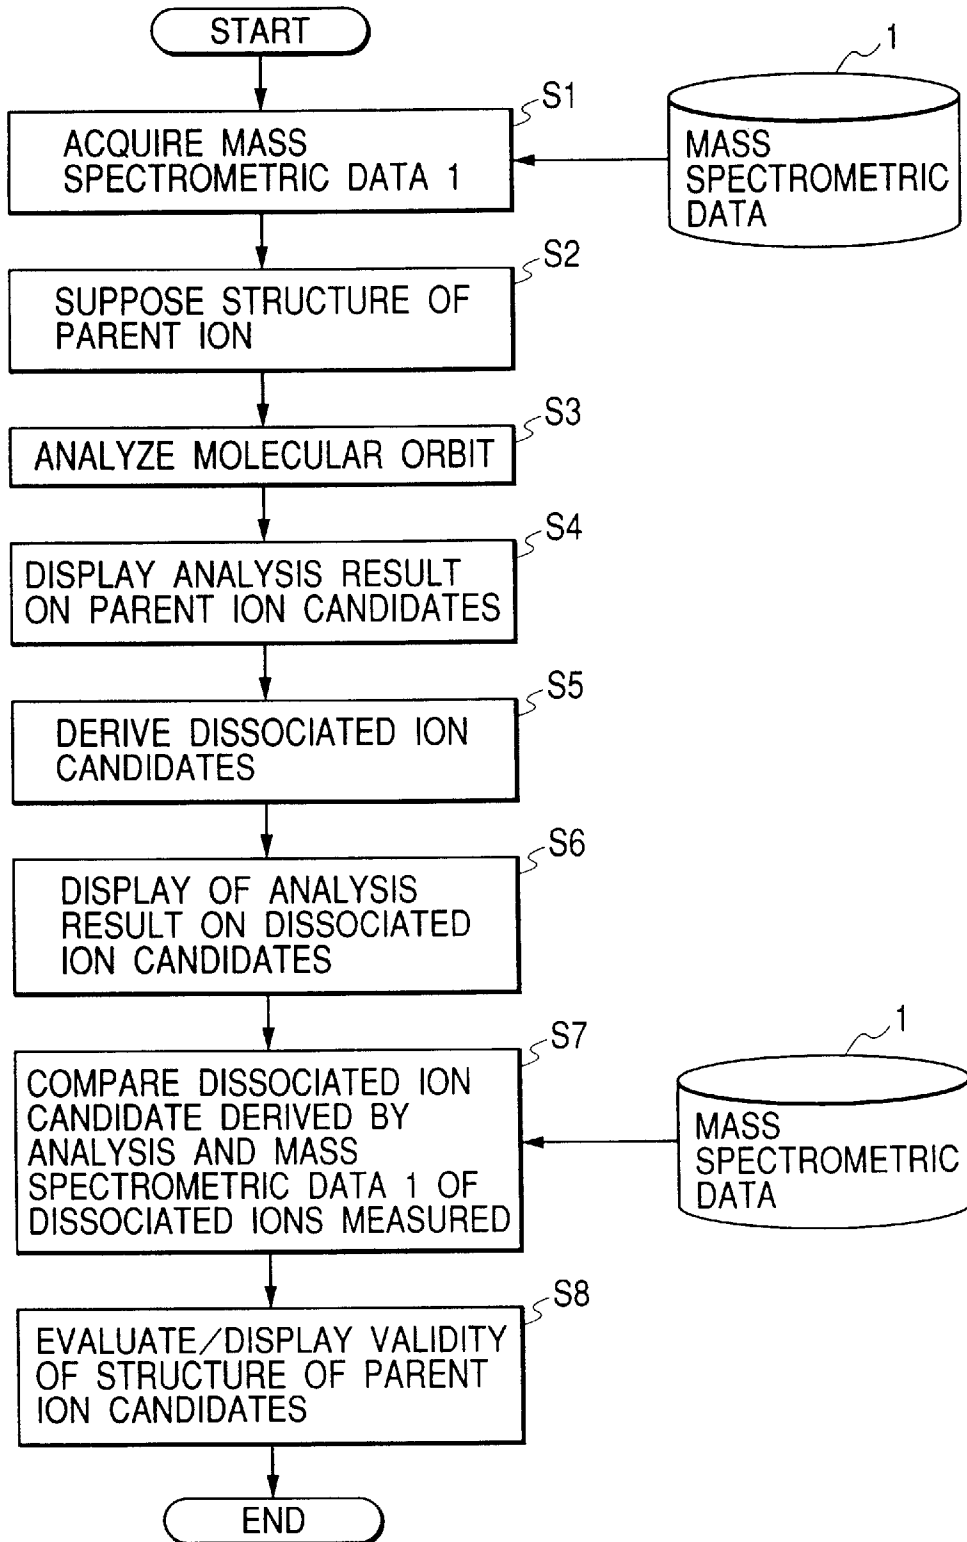 START
1
S1
ACQUIRE MASS
SPECTROMETRIC DATA 1
MASS
SPECTROMETRIC
DATA
S2
SUPPOSE STRUCTURE OF
PARENT ION
S3
ANALYZE MOLECULAR ORBIT
S4
DISPLAY ANALYSIS RESULT
ON PARENT ION CANDIDATES
S5
DERIVE DISSOCIATED ION
CANDIDATES
S6
DISPLAY OF ANALYSIS
RESULT ON DISSOCIATED
ION CANDIDATES
S7
COMPARE DISSOCIATED ION
CANDIDATE DERIVED BY
ANALYSIS AND MASS
SPECTROMETRIC DATA 1 OF
DISSOCIATED IONS MEASURED
1
MASS
SPECTROMETRIC
DATA
S8
EVALUATE/DISPLAY VALIDITY
OF STRUCTURE OF PARENT
ION CANDIDATES
END